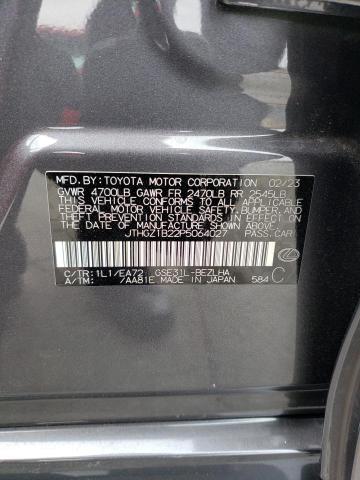 MFD.BY:TOYOTA MOTOR CORPORATION 02/23
GVWR 4700LB GAWR FR 2470LB RR 2545LB
THIS VEHICLE CONFORMS TO ALL APPLICABLE
FEDERAL MOTOR VEHICLE SAFETY, BUMPER, AND
THEFT PREVENTION STANDARDS IN EFFECT ON
THE DATE OF MANUFACTURE SHOWN ABOVE.
JTHGZ1B22P5064027 PASS.CAR
C/TR:1L1/EA72 GSE31L-BEZLHA C
A/TM: /AA81E MADE IN JAPAN 584